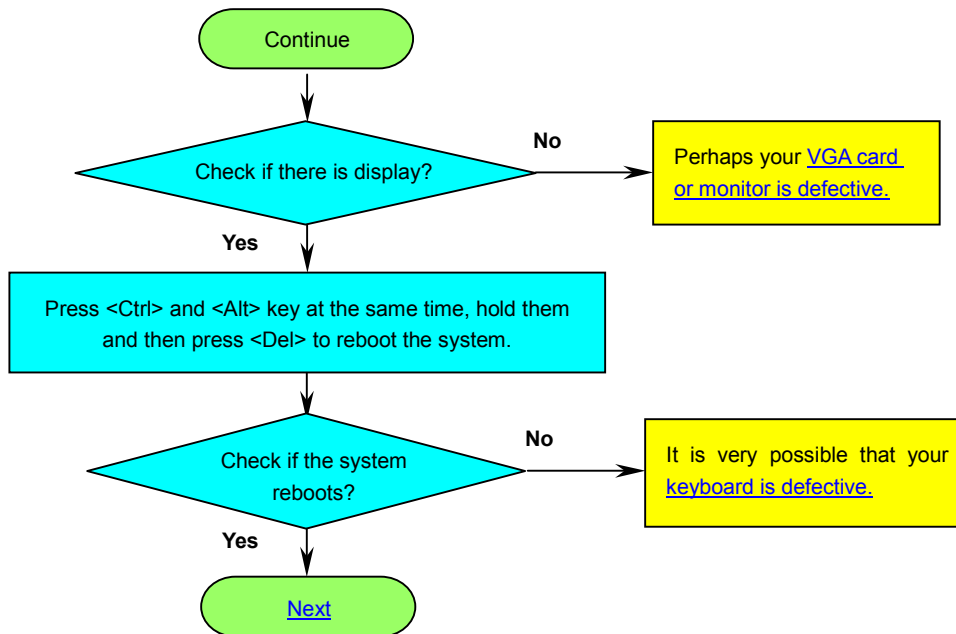 Continue
Check if there is display?
No
Perhaps your VGA card
or monitor is defective.
Yes
Press <Ctrl> and <Alt> key at the same time, hold them
and then press <Del> to reboot the system.
Check if the system
reboots?
No
It is very possible that your
keyboard is defective.
Yes
Next